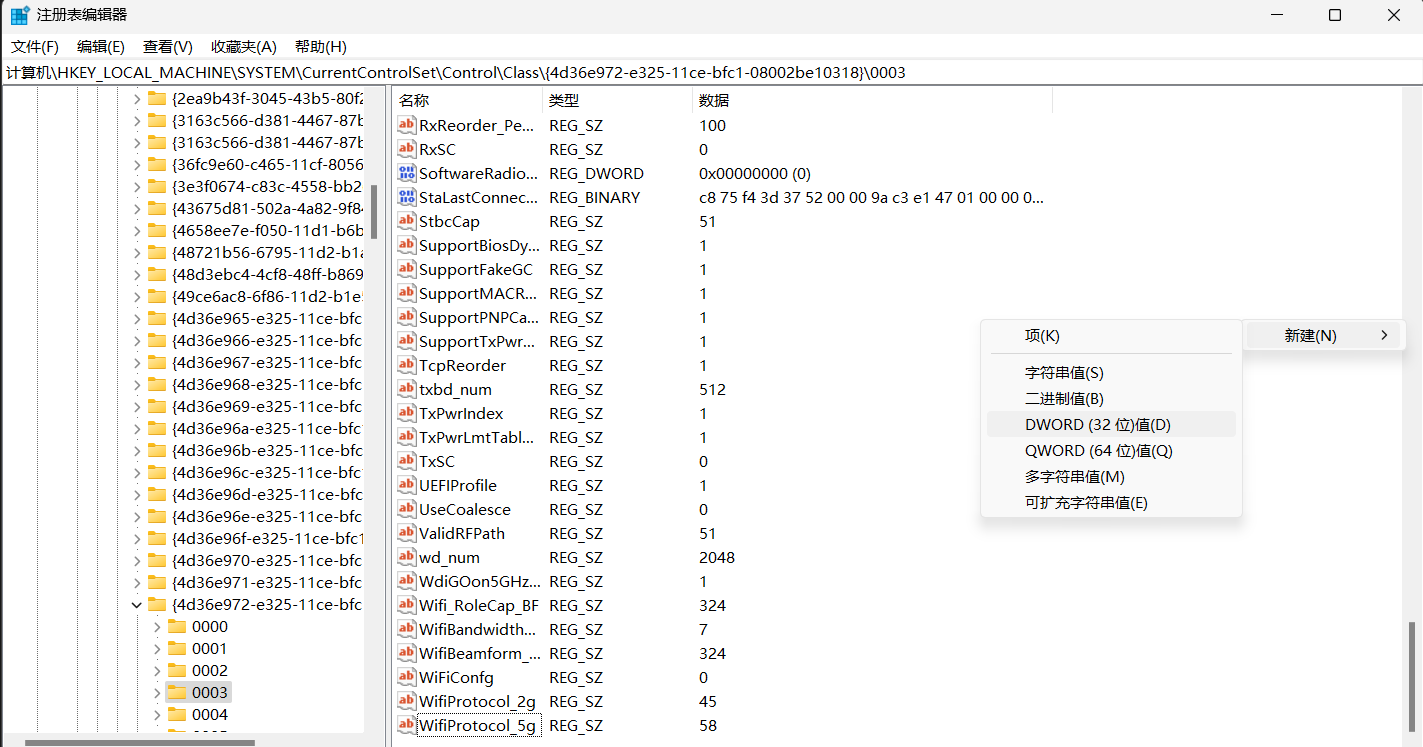 注册表编辑器
文件(F) 编辑(E) 查看(V) 收藏夹(A) 帮助(H)
计算机\HKEY_LOCAL_MACHINE\SYSTEM\CurrentControlSet\Control\Class\{4d36e972-e325-11ce-bfc1-08002be10318}\0003
{2ea9b43f-3045-43b5-80f2
{3163c566-d381-4467-87b
{3163c566-d381-4467-87b
{36fc9e60-c465-11cf-8056
{3e3f0674-c83c-4558-bb2
{43675d81-502a-4a82-9f84
{4658ee7e-f050-11d1-b6b
{48721b56-6795-11d2-b1a
{48d3ebc4-4cf8-48ff-b869
{49ce6ac8-6f86-11d2-b1e5
{4d36e965-e325-11ce-bfc
{4d36e966-e325-11ce-bfc
{4d36e967-e325-11ce-bfc
{4d36e968-e325-11ce-bfc
{4d36e969-e325-11ce-bfc
{4d36e96a-e325-11ce-bfc
{4d36e96b-e325-11ce-bfc
{4d36e96c-e325-11ce-bfc
{4d36e96d-e325-11ce-bfc
{4d36e96e-e325-11ce-bfc
{4d36e96f-e325-11ce-bfc1
{4d36e970-e325-11ce-bfc
{4d36e971-e325-11ce-bfc
{4d36e972-e325-11ce-bfc
0000
0001
0002
0003
0004
名称 类型 数据
RxReorder_Pe... REG_SZ 100
RxSC REG_SZ 0
SoftwareRadio... REG_DWORD 0x00000000 (0)
StaLastConnec... REG_BINARY c8 75 f4 3d 37 52 00 00 9a c3 e1 47 01 00 00 0...
StbcCap REG_SZ 51
SupportBiosDy... REG_SZ 1
SupportFakeGC REG_SZ 1
SupportMACR... REG_SZ 1
SupportPNPCa... REG_SZ 1
SupportTxPwr... REG_SZ 1
TcpReorder REG_SZ 1
txbd_num REG_SZ 512
TxPwrIndex REG_SZ 1
TxPwrLmtTabl... REG_SZ 1
TxSC REG_SZ 0
UEFIProfile REG_SZ 1
UseCoalesce REG_SZ 0
ValidRFPath REG_SZ 51
wd_num REG_SZ 2048
WdiGOon5GHz... REG_SZ 1
Wifi_RoleCap_BF REG_SZ 324
WifiBandwidth... REG_SZ 7
WifiBeamform_... REG_SZ 324
WiFiConfg REG_SZ 0
WifiProtocol_2g REG_SZ 45
WifiProtocol_5g REG_SZ 58
新建(N)
项(K)
字符串值(S)
二进制值(B)
DWORD (32 位)值(D)
QWORD (64 位)值(Q)
多字符串值(M)
可扩充字符串值(E)